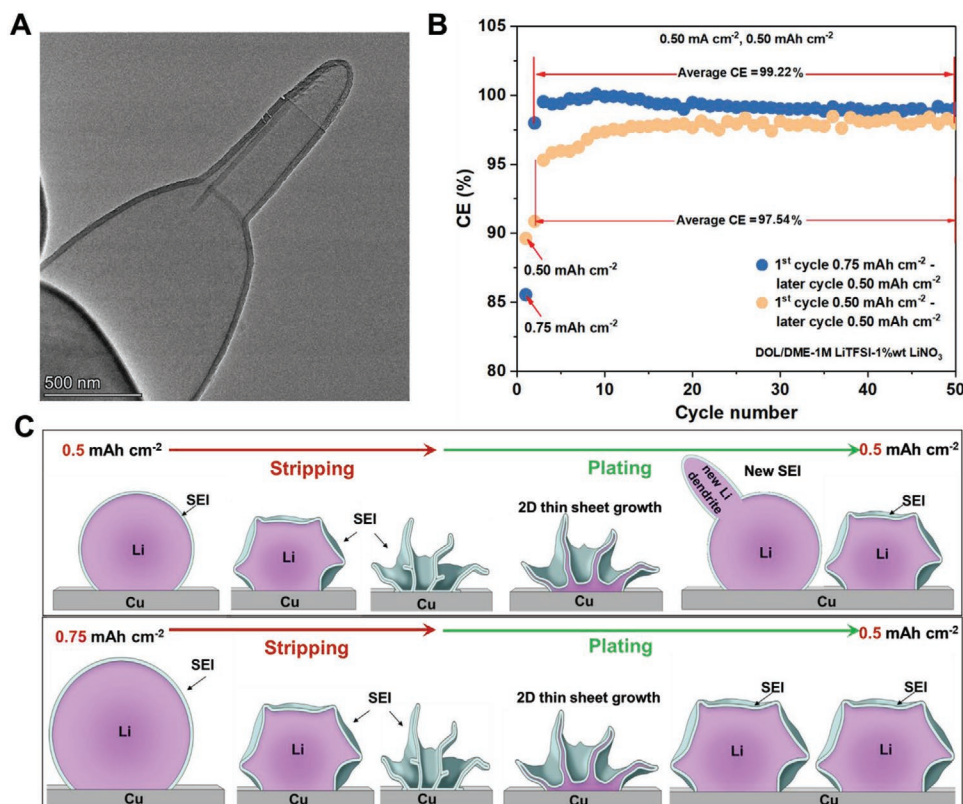 A
500 nm
B
105
100
95
90
85
80
CE (%)
0.50 mA cm⁻², 0.50 mAh cm⁻²
Average CE = 99.22%
Average CE = 97.54%
0.50 mAh cm⁻²
0.75 mAh cm⁻²
1ˢᵗ cycle 0.75 mAh cm⁻² -
later cycle 0.50 mAh cm⁻²
1ˢᵗ cycle 0.50 mAh cm⁻² -
later cycle 0.50 mAh cm⁻²
DOL/DME-1M LiTFSI-1%wt LiNO₃
0 10 20 30 40 50
Cycle number
C
0.5 mAh cm⁻²
Stripping
Plating
0.5 mAh cm⁻²
SEI
Li
Cu
SEI
Li
Cu
Cu
2D thin sheet growth
Cu
new Li
dendrite
New SEI
Li
SEI
Li
Cu
0.75 mAh cm⁻²
Stripping
Plating
0.5 mAh cm⁻²
SEI
Li
Cu
SEI
Li
Cu
Cu
2D thin sheet growth
Cu
SEI
Li
SEI
Li
Cu